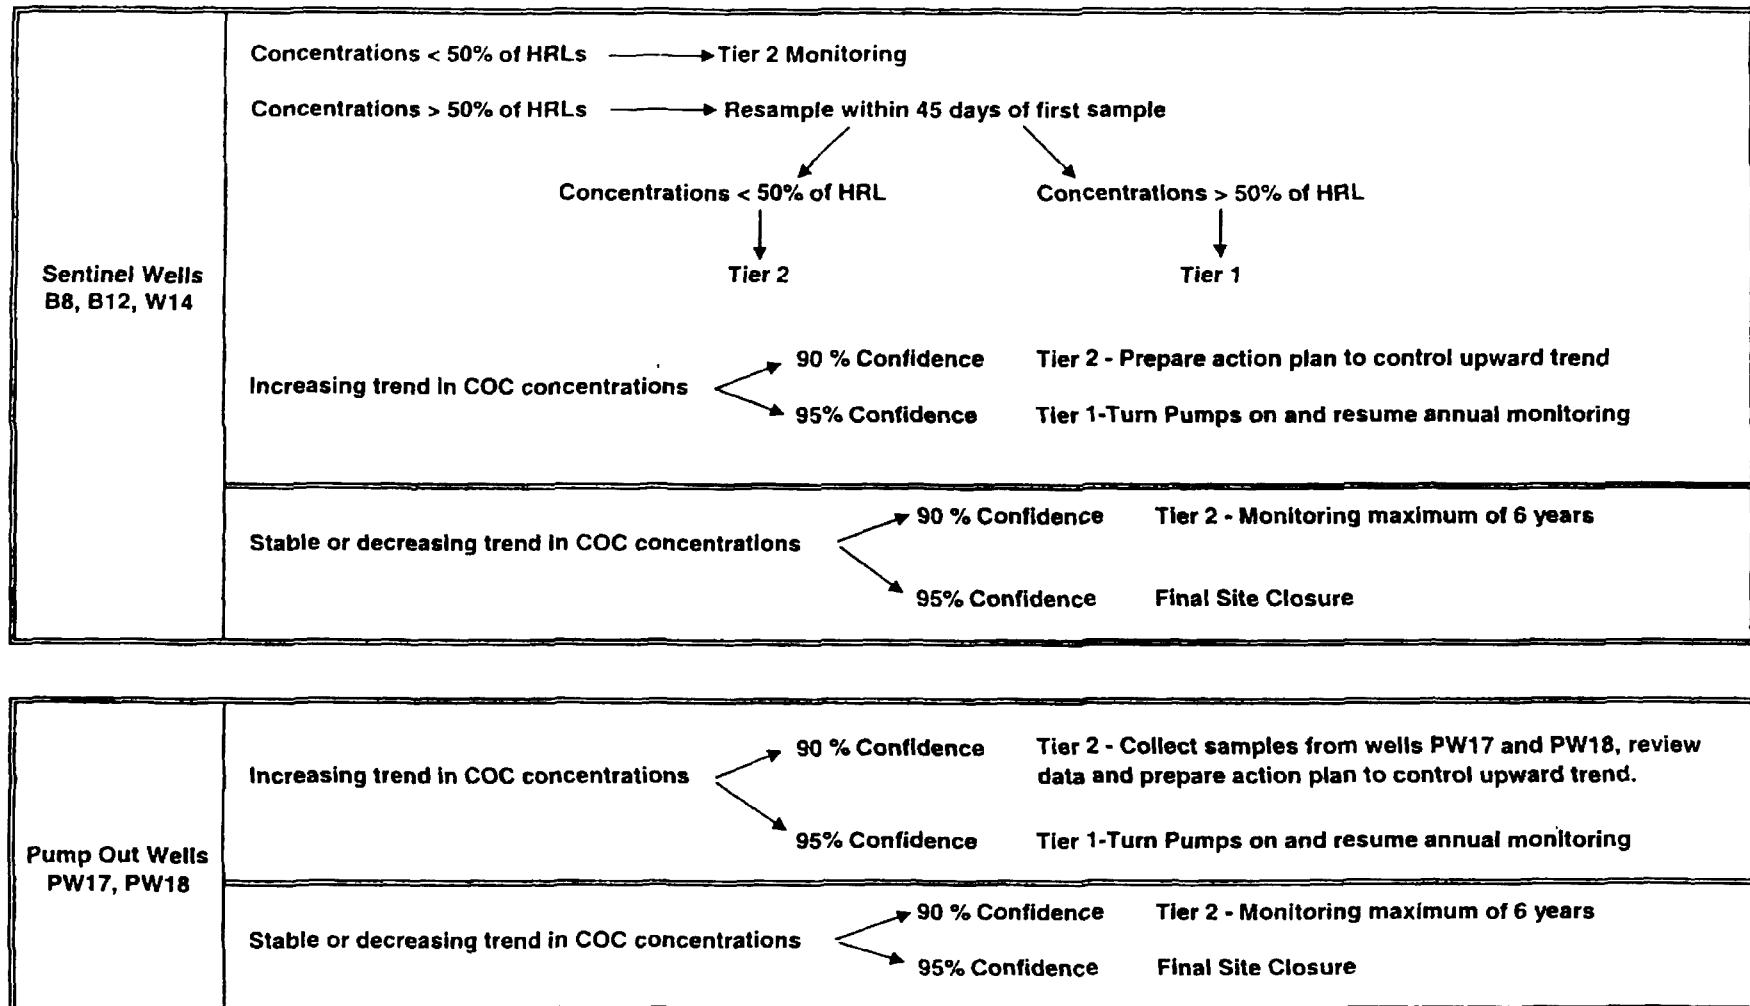 Concentrations < 50% of HRLs Tier 2 Monitoring
Concentrations > 50% of HRLs Resample within 45 days of first sample
Concentrations < 50% of HRL Concentrations > 50% of HRL
Tier 2 Tier 1
Sentinel Wells
B8, B12, W14
90 % Confidence Tier 2 - Prepare action plan to control upward trend
Increasing trend in COC concentrations
95% Confidence Tier 1-Turn Pumps on and resume annual monitoring
90 % Confidence Tier 2 - Monitoring maximum of 6 years
Stable or decreasing trend in COC concentrations
95% Confidence Final Site Closure
90 % Confidence Tier 2 - Collect samples from wells PW17 and PW18, review
data and prepare action plan to control upward trend.
Increasing trend in COC concentrations
95% Confidence Tier 1-Turn Pumps on and resume annual monitoring
Pump Out Wells
PW17, PW18
90 % Confidence Tier 2 - Monitoring maximum of 6 years
Stable or decreasing trend in COC concentrations
95% Confidence Final Site Closure